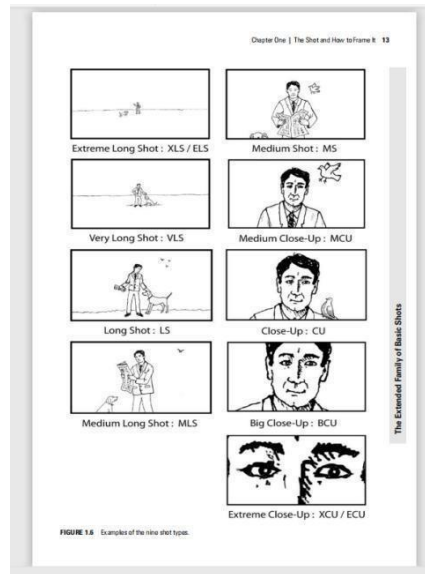 Chapter One | The Shot and How to Frame It 13
Extreme Long Shot : XLS / ELS
Very Long Shot : VLS
Long Shot : LS
Medium Long Shot : MLS
Medium Shot : MS
Medium Close-Up : MCU
Close-Up : CU
Big Close-Up : BCU
Extreme Close-Up : XCU / ECU
The Extended Family of Basic Shots
FIGURE 1.6 Examples of the nine shot types.